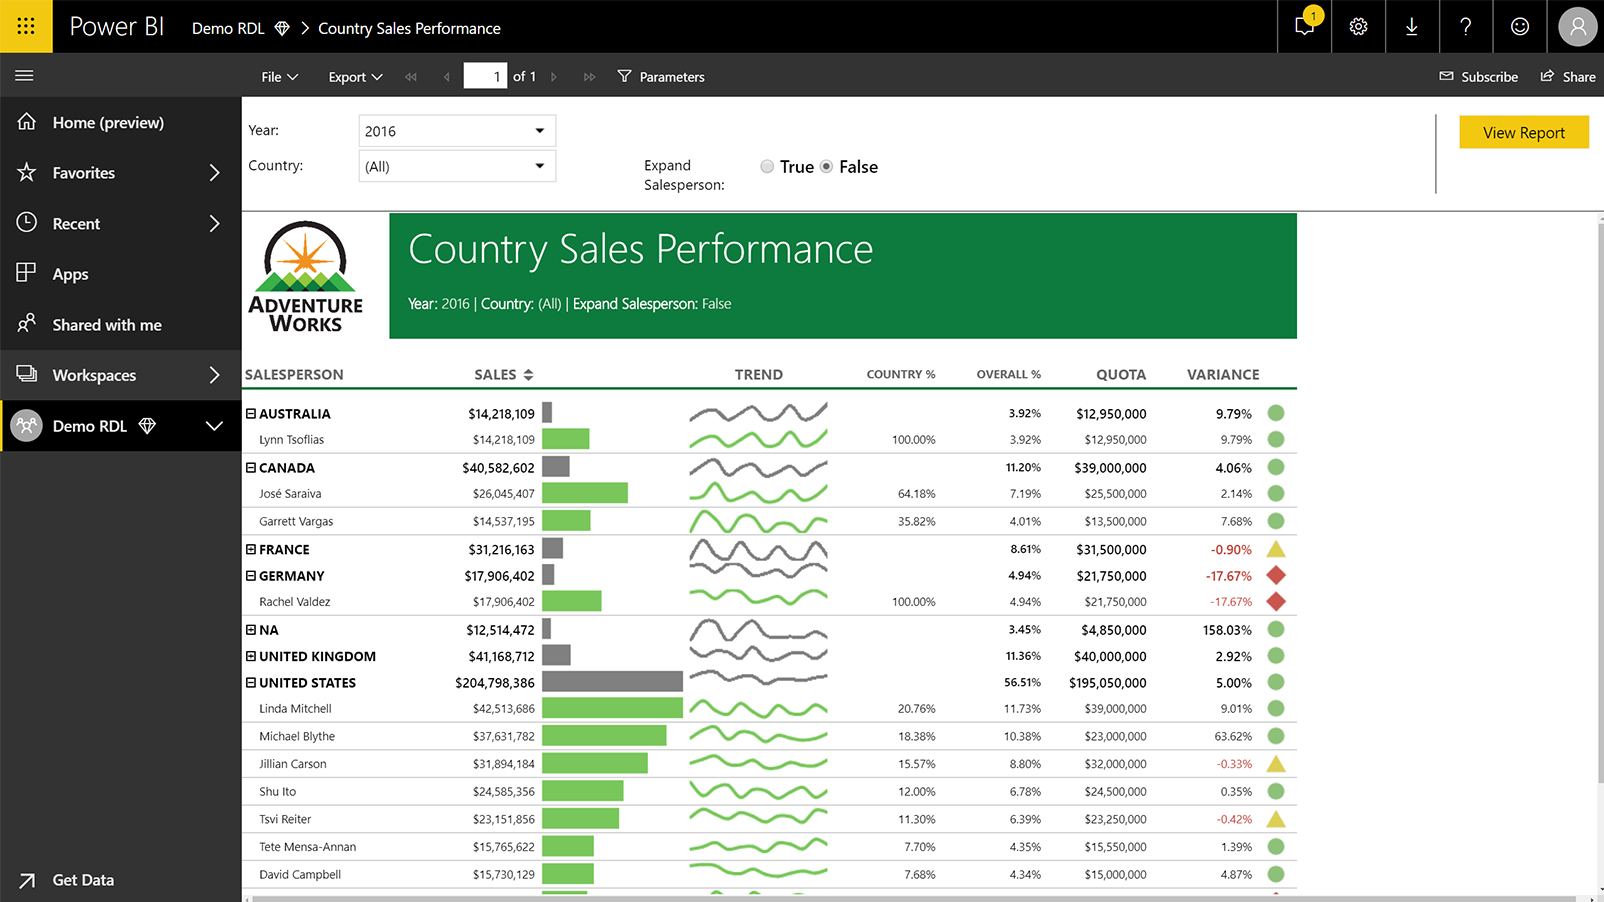 Power BI Demo RDL > Country Sales Performance 1 ?
File Export 1 of 1 Parameters Subscribe Share
Home (preview)
Favorites
Recent
Apps
Shared with me
Workspaces
Demo RDL
Get Data
Year: 2016 View Report
Country: (All) Expand Salesperson: True False
ADVENTURE
WORKS
Country Sales Performance
Year: 2016 | Country: (All) | Expand Salesperson: False
SALESPERSON SALES TREND COUNTRY % OVERALL % QUOTA VARIANCE
AUSTRALIA $14,218,109 3.92% $12,950,000 9.79%
Lynn Tsoflias $14,218,109 100.00% 3.92% $12,950,000 9.79%
CANADA $40,582,602 11.20% $39,000,000 4.06%
José Saraiva $26,045,407 64.18% 7.19% $25,500,000 2.14%
Garrett Vargas $14,537,195 35.82% 4.01% $13,500,000 7.68%
FRANCE $31,216,163 8.61% $31,500,000 -0.90%
GERMANY $17,906,402 4.94% $21,750,000 -17.67%
Rachel Valdez $17,906,402 100.00% 4.94% $21,750,000 -17.67%
NA $12,514,472 3.45% $4,850,000 158.03%
UNITED KINGDOM $41,168,712 11.36% $40,000,000 2.92%
UNITED STATES $204,798,386 56.51% $195,050,000 5.00%
Linda Mitchell $42,513,686 20.76% 11.73% $39,000,000 9.01%
Michael Blythe $37,631,782 18.38% 10.38% $23,000,000 63.62%
Jillian Carson $31,894,184 15.57% 8.80% $32,000,000 -0.33%
Shu Ito $24,585,356 12.00% 6.78% $24,500,000 0.35%
Tsvi Reiter $23,151,856 11.30% 6.39% $23,250,000 -0.42%
Tete Mensa-Annan $15,765,622 7.70% 4.35% $15,550,000 1.39%
David Campbell $15,730,129 7.68% 4.34% $15,000,000 4.87%